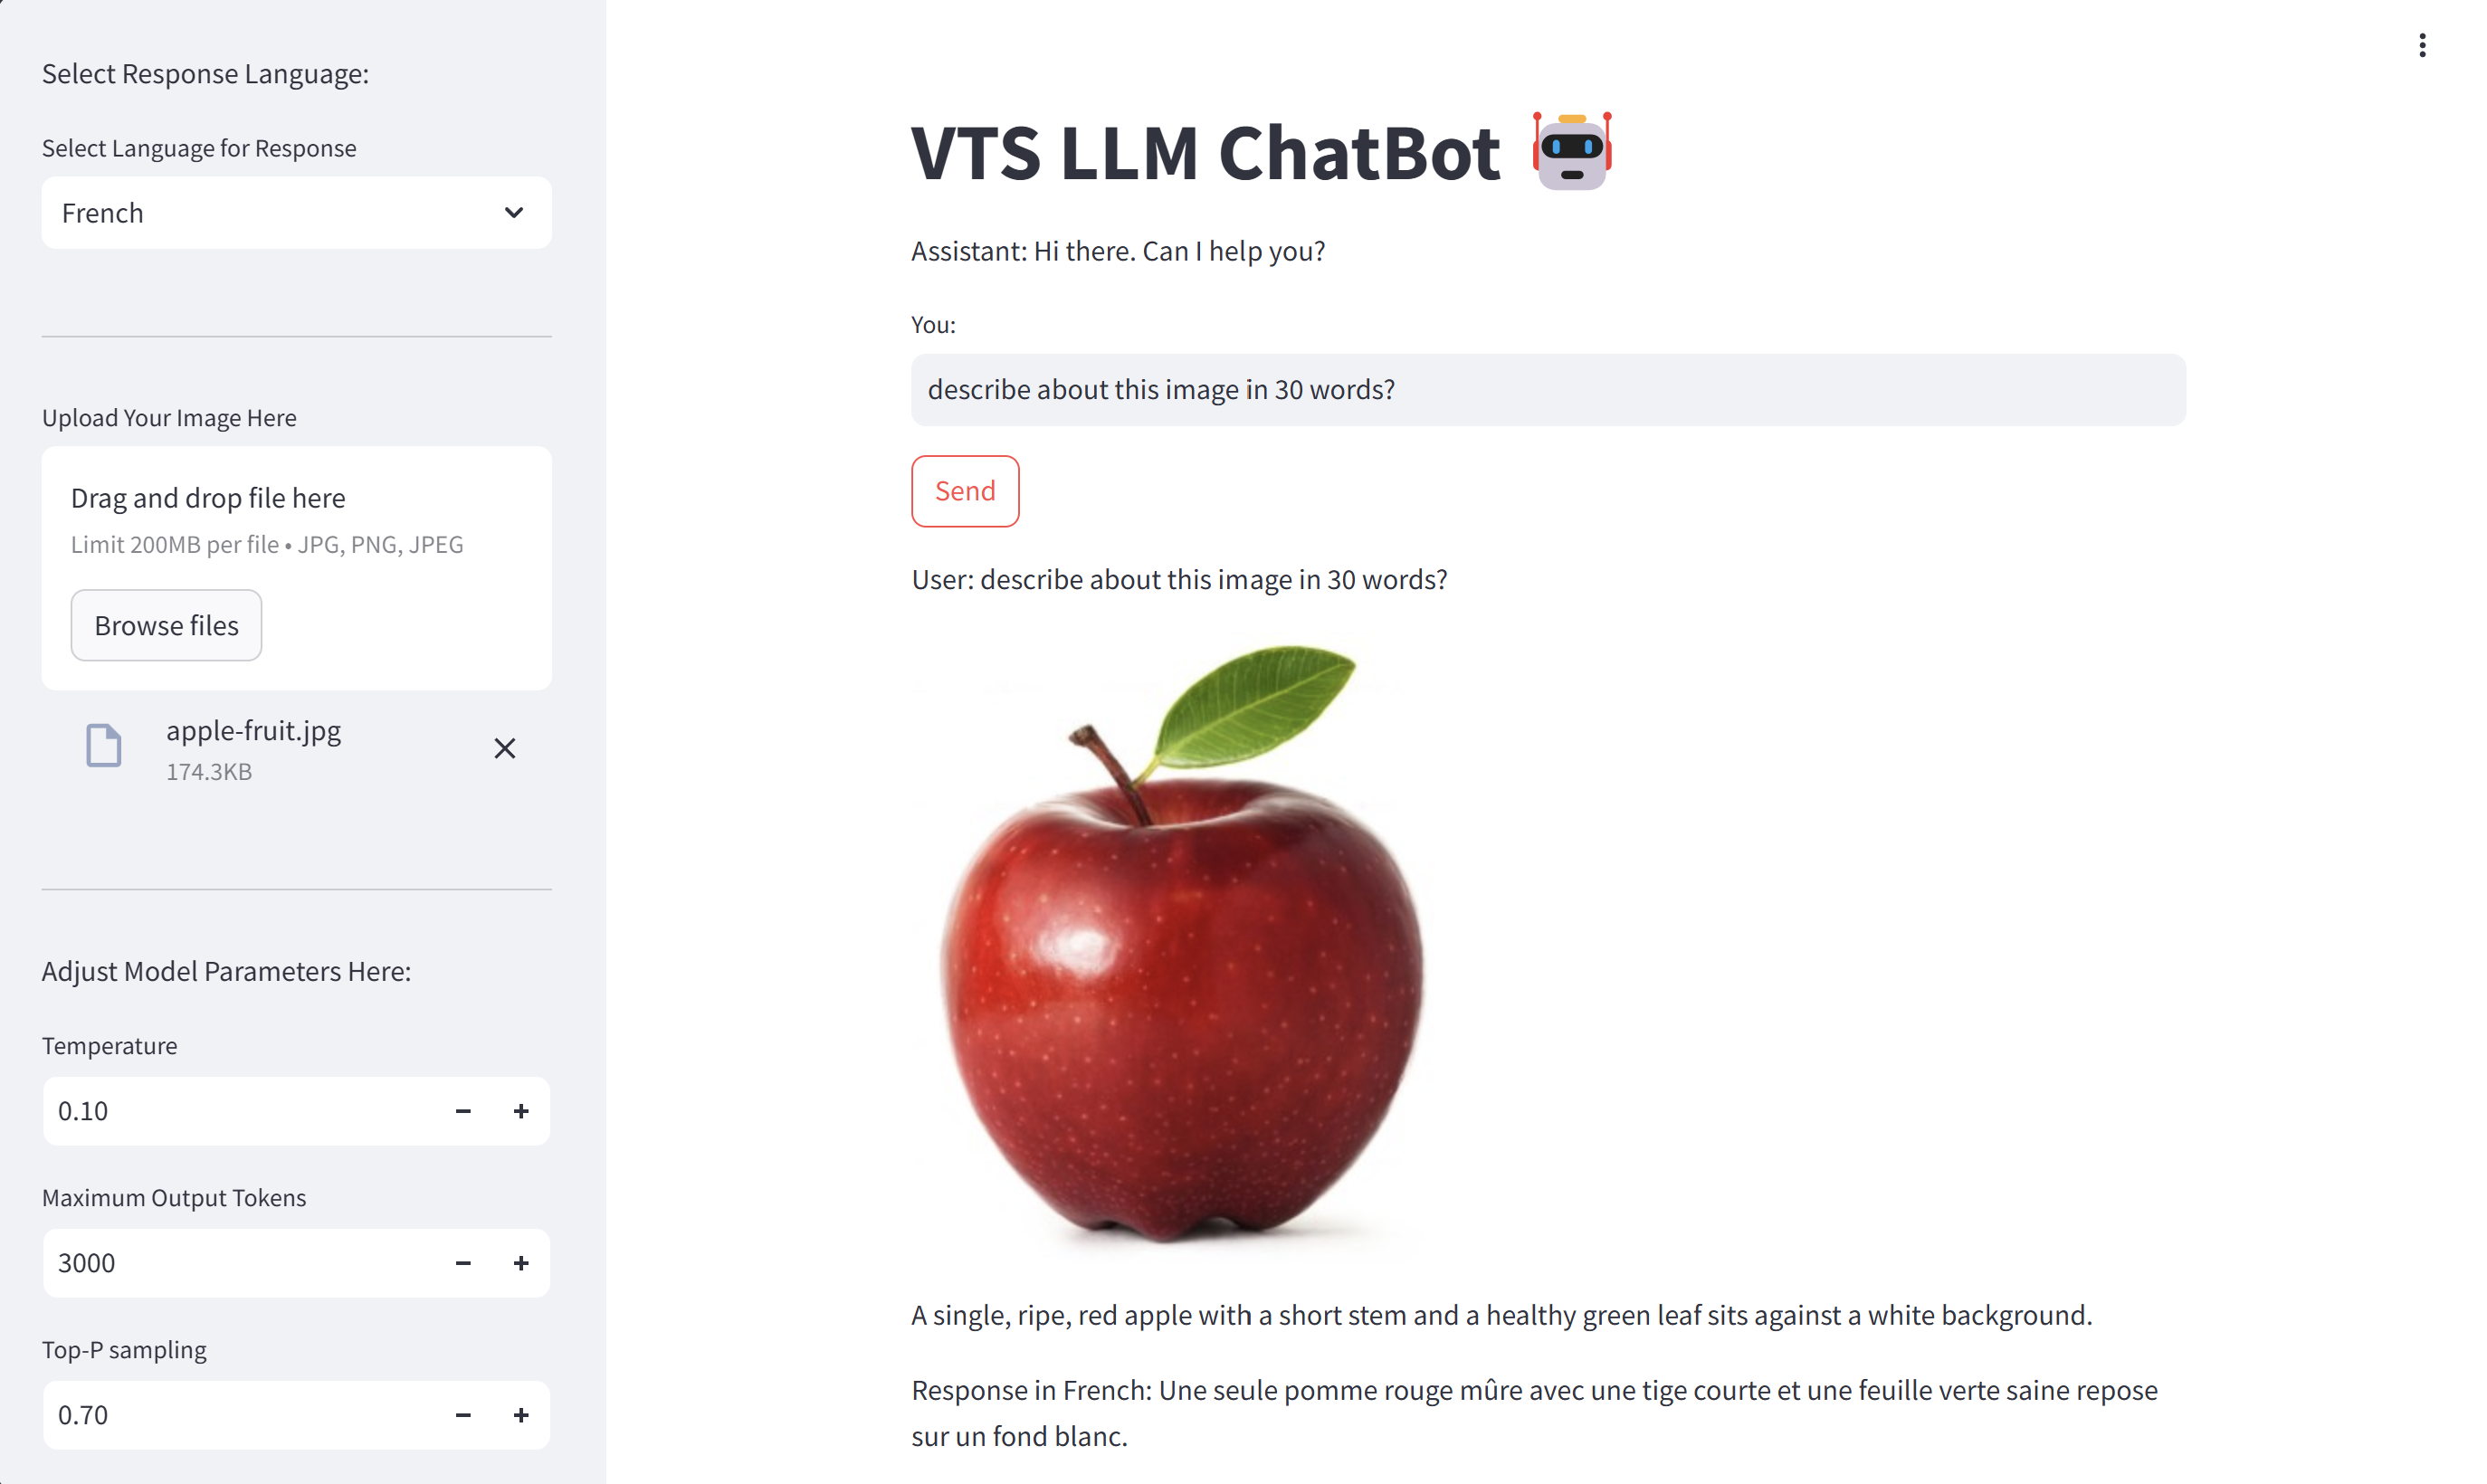 Select Response Language:
Select Language for Response
French
Upload Your Image Here
Drag and drop file here
Limit 200MB per file • JPG, PNG, JPEG
Browse files
apple-fruit.jpg
174.3KB
Adjust Model Parameters Here:
Temperature
0.10
Maximum Output Tokens
3000
Top-P sampling
0.70
VTS LLM ChatBot
Assistant: Hi there. Can I help you?
You:
describe about this image in 30 words?
Send
User: describe about this image in 30 words?
A single, ripe, red apple with a short stem and a healthy green leaf sits against a white background.
Response in French: Une seule pomme rouge mûre avec une tige courte et une feuille verte saine repose
sur un fond blanc.